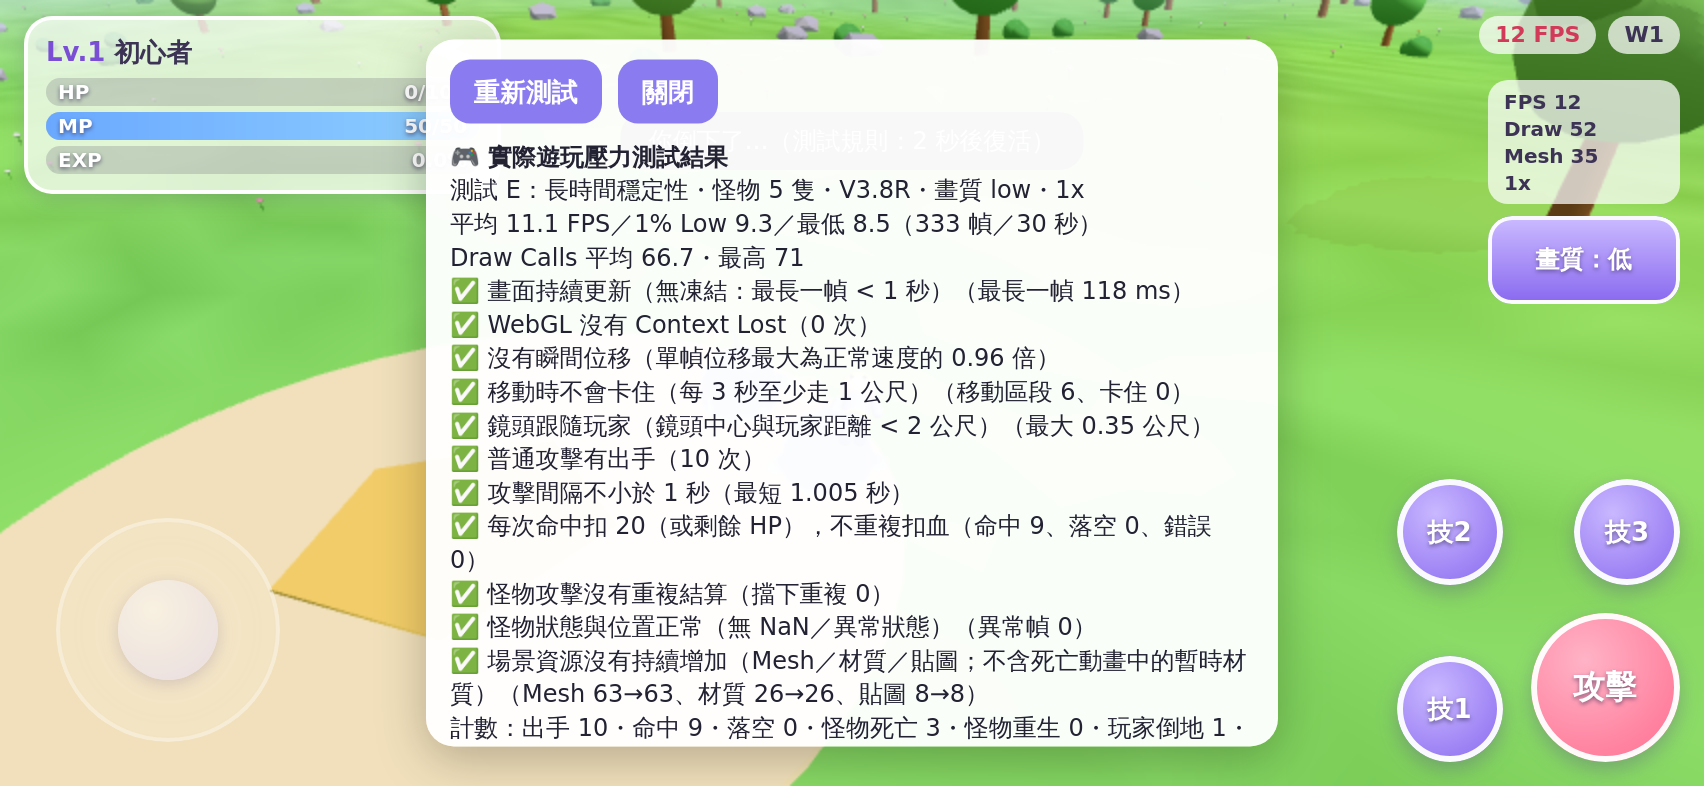 Lv.1 初心者
HP 0/
MP 50/50
EXP 0
12 FPS W1
FPS 12
Draw 52
Mesh 35
1x
畫質：低
重新測試 關閉
你倒下了…（測試規則：2 秒後復活）
🎮 實際遊玩壓力測試結果
測試 E：長時間穩定性・怪物 5 隻・V3.8R・畫質 low・1x
平均 11.1 FPS／1% Low 9.3／最低 8.5（333 幀／30 秒）
Draw Calls 平均 66.7・最高 71
✅ 畫面持續更新（無凍結：最長一幀 < 1 秒）（最長一幀 118 ms）
✅ WebGL 沒有 Context Lost（0 次）
✅ 沒有瞬間位移（單幀位移最大為正常速度的 0.96 倍）
✅ 移動時不會卡住（每 3 秒至少走 1 公尺）（移動區段 6、卡住 0）
✅ 鏡頭跟隨玩家（鏡頭中心與玩家距離 < 2 公尺）（最大 0.35 公尺）
✅ 普通攻擊有出手（10 次）
✅ 攻擊間隔不小於 1 秒（最短 1.005 秒）
✅ 每次命中扣 20（或剩餘 HP），不重複扣血（命中 9、落空 0、錯誤
0）
✅ 怪物攻擊沒有重複結算（擋下重複 0）
✅ 怪物狀態與位置正常（無 NaN／異常狀態）（異常幀 0）
✅ 場景資源沒有持續增加（Mesh／材質／貼圖；不含死亡動畫中的暫時材
質）（Mesh 63→63、材質 26→26、貼圖 8→8）
計數：出手 10・命中 9・落空 0・怪物死亡 3・怪物重生 0・玩家倒地 1・
技2 技3
技1 攻擊